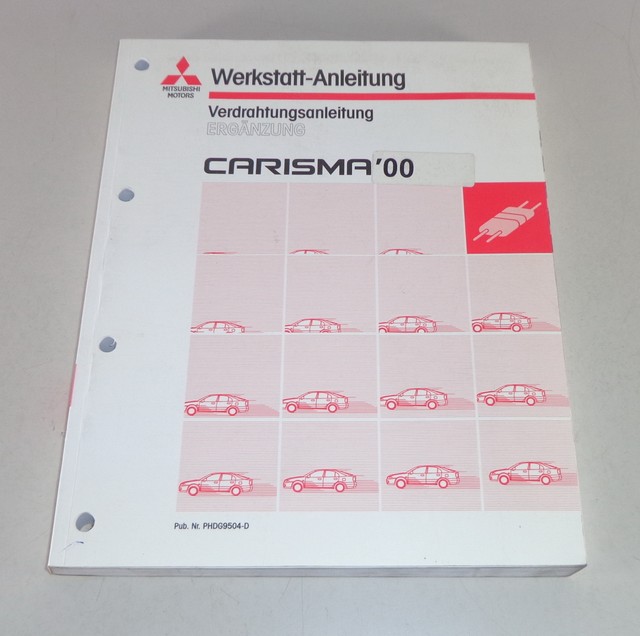 MITSUBISHI
MOTORS
Werkstatt-Anleitung
Verdrahtungsanleitung
ERGÄNZUNG
CARISMA '00
Pub. Nr. PHDG9504-D